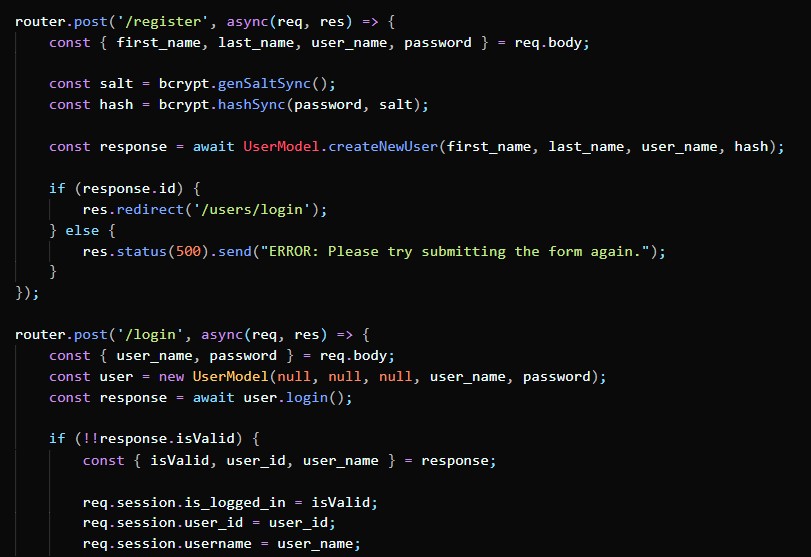 router.post('/register', async(req, res) => {
    const { first_name, last_name, user_name, password } = req.body;

    const salt = bcrypt.genSaltSync();
    const hash = bcrypt.hashSync(password, salt);

    const response = await UserModel.createNewUser(first_name, last_name, user_name, hash);

    if (response.id) {
        res.redirect('/users/login');
    } else {
        res.status(500).send("ERROR: Please try submitting the form again.");
    }
});

router.post('/login', async(req, res) => {
    const { user_name, password } = req.body;
    const user = new UserModel(null, null, null, user_name, password);
    const response = await user.login();

    if (!!response.isValid) {
        const { isValid, user_id, user_name } = response;

        req.session.is_logged_in = isValid;
        req.session.user_id = user_id;
        req.session.username = user_name;